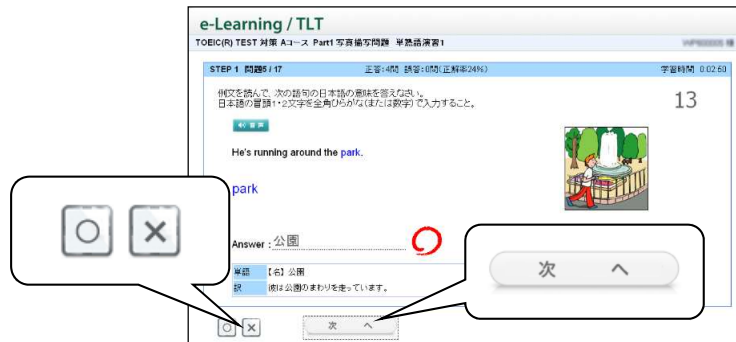 e-Learning / TLT
TOEIC(R) TEST 対策 Aコース Part1 写真描写問題 単熟語演習1
STEP 1 問題5 / 17 正答:4問 誤答:0問(正解率24%) 学習時間 0:02:50
例文を読んで、次の語句の日本語の意味を答えなさい。
日本語の冒頭1・2文字を全角ひらがな(または数字)で入力すること。
13
音声
He's running around the park.
park
Answer : 公園
単語 【名】公園
訳 彼は公園のまわりを走っています。
○ ×
次 へ
○ ×
次 へ